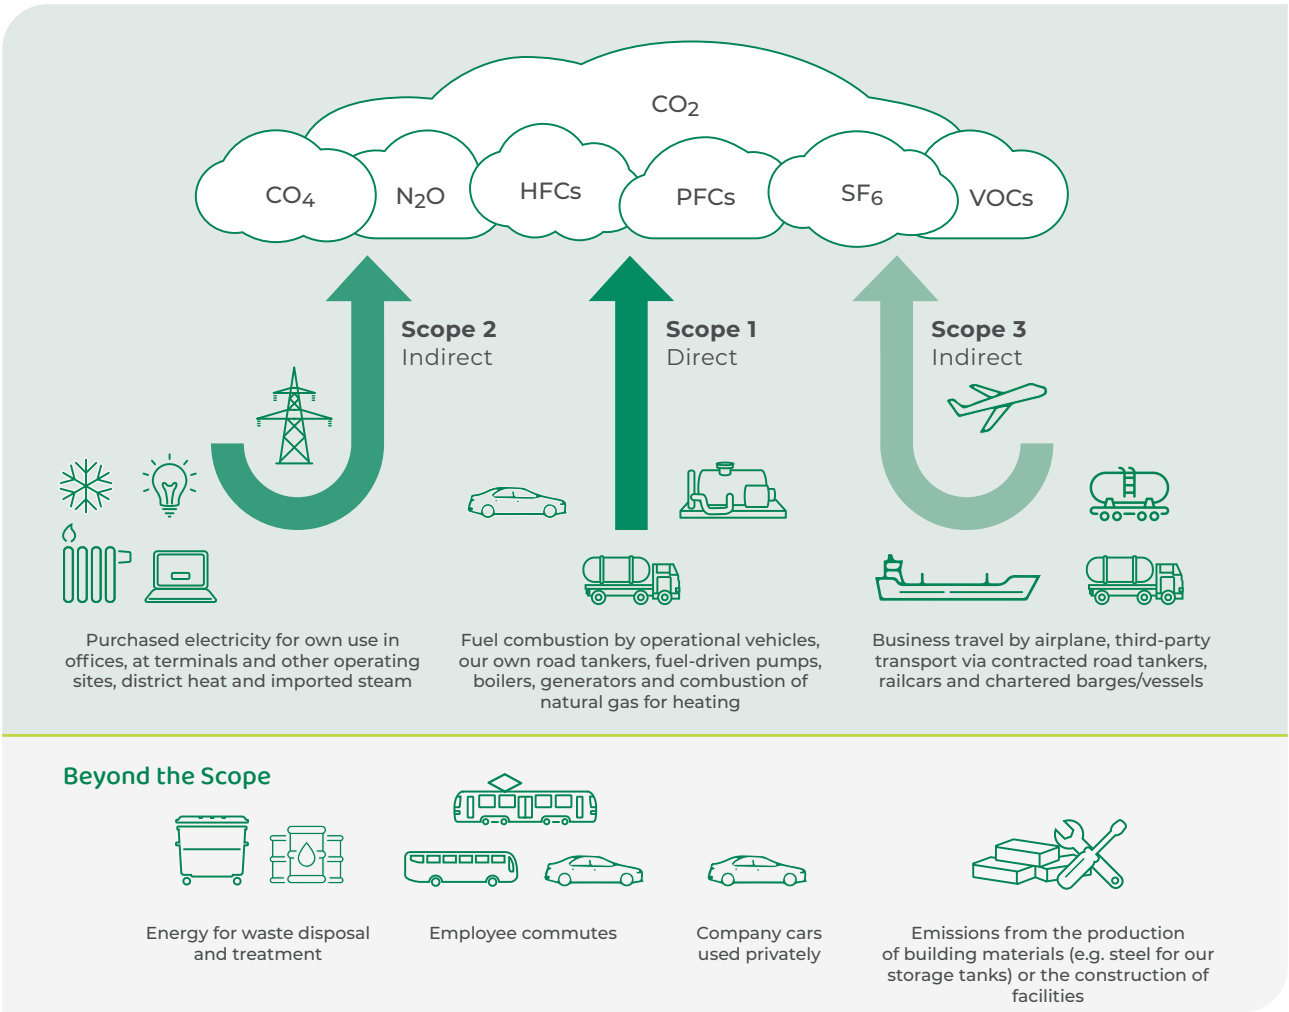 CO2
CO4
N2O
HFCs
PFCs
SF6
VOCs
Scope 2
Indirect
Scope 1
Direct
Scope 3
Indirect
Purchased electricity for own use in
offices, at terminals and other operating
sites, district heat and imported steam
Fuel combustion by operational vehicles,
our own road tankers, fuel-driven pumps,
boilers, generators and combustion of
natural gas for heating
Business travel by airplane, third-party
transport via contracted road tankers,
railcars and chartered barges/vessels
Beyond the Scope
Energy for waste disposal
and treatment
Employee commutes
Company cars
used privately
Emissions from the production
of building materials (e.g. steel for our
storage tanks) or the construction of
facilities